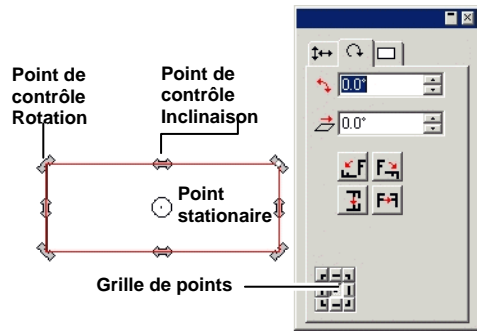 Point de
contrôle
Rotation
Point de
contrôle
Inclinaison
Point
stationaire
Grille de points
0.0°
0.0°